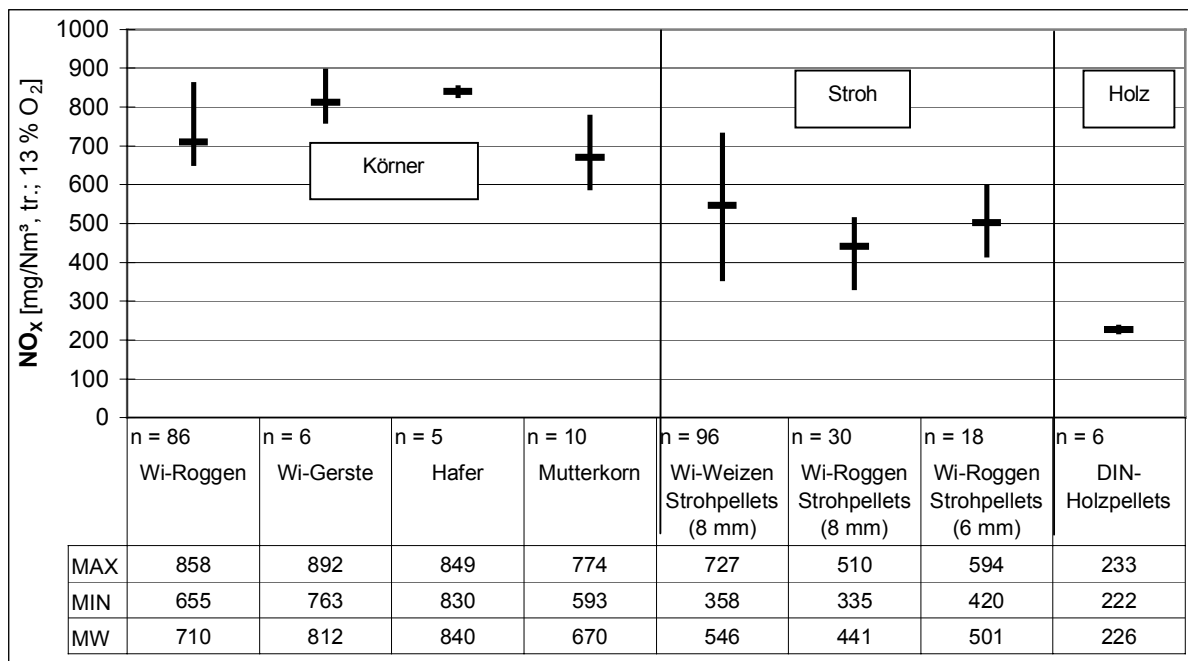 NOₓ [mg/Nm³, tr.; 13 % O₂]
1000
900
800
700
600
500
400
300
200
100
0
Körner
Stroh
Holz
n = 86 n = 6 n = 5 n = 10 n = 96 n = 30 n = 18 n = 6
Wi-Roggen Wi-Gerste Hafer Mutterkorn Wi-Weizen Wi-Roggen Wi-Roggen DIN-
Strohpellets Strohpellets Strohpellets Holzpellets
(8 mm) (8 mm) (6 mm)
MAX 858 892 849 774 727 510 594 233
MIN 655 763 830 593 358 335 420 222
MW 710 812 840 670 546 441 501 226